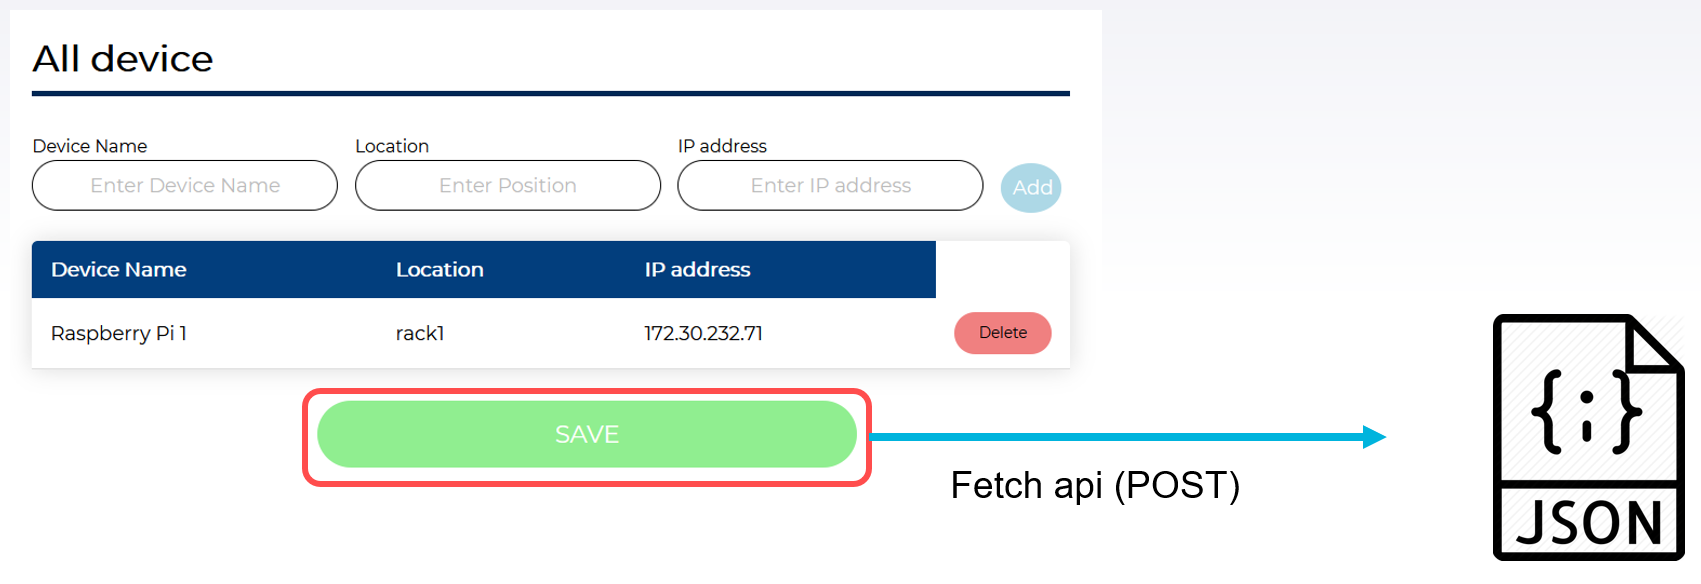 All device
Device Name Location IP address
Enter Device Name Enter Position Enter IP address Add
Device Name Location IP address
Raspberry Pi 1 rack1 172.30.232.71 Delete
SAVE
Fetch api (POST)
{;}
JSON